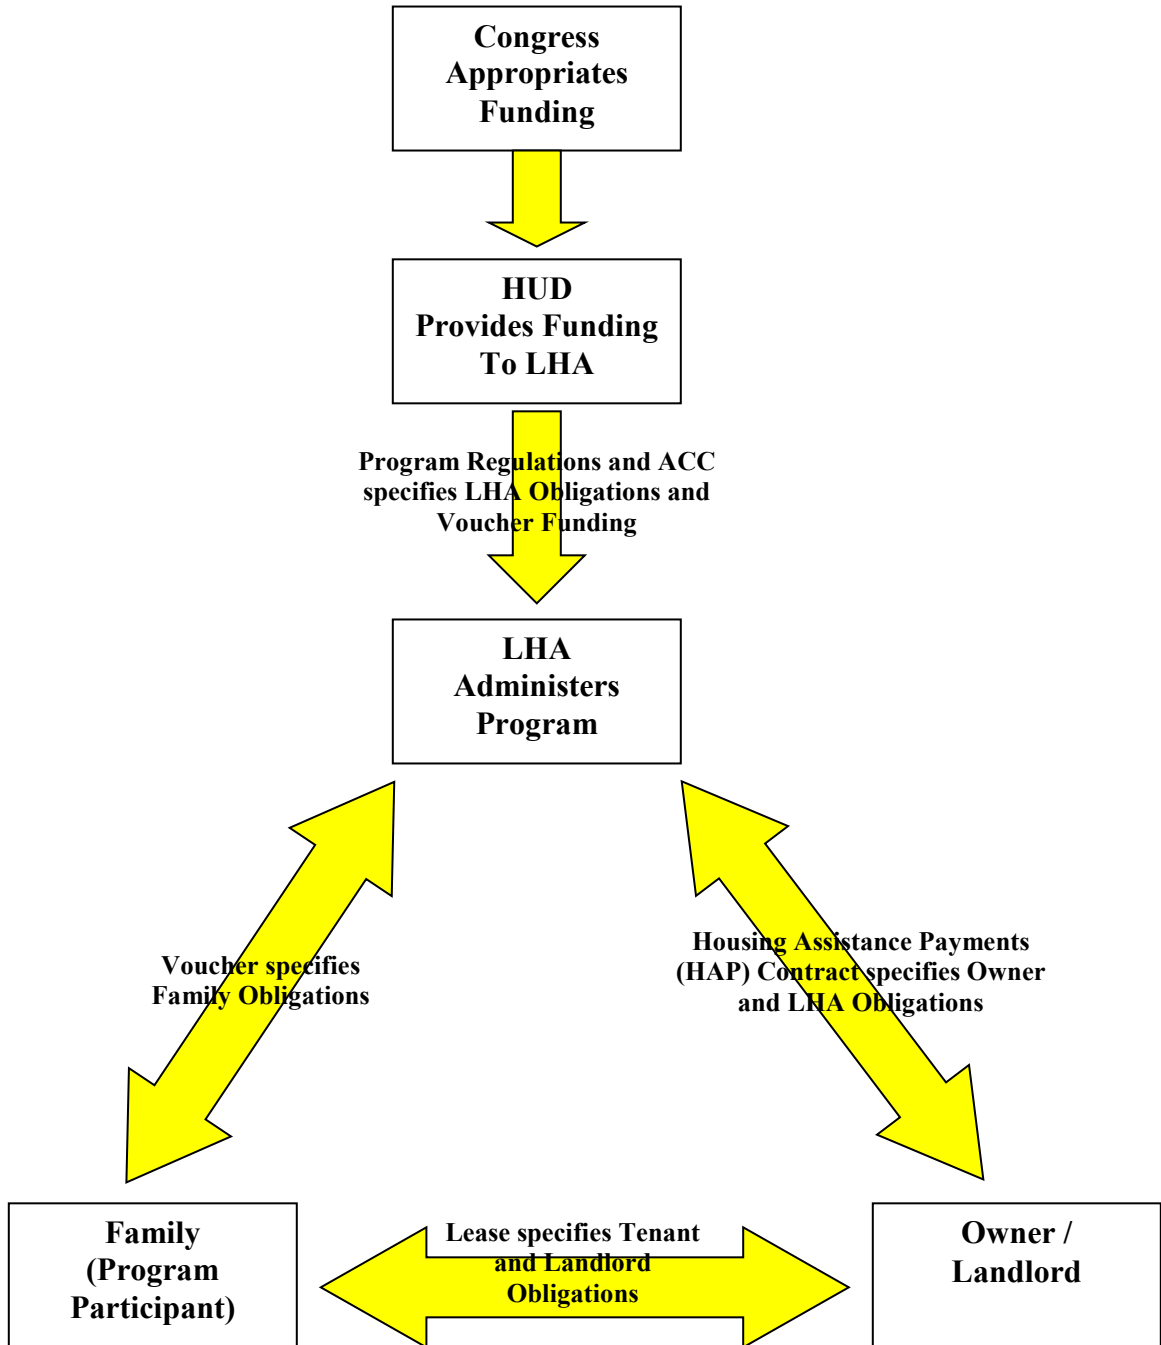 Congress
Appropriates
Funding
HUD
Provides Funding
To LHA
Program Regulations and ACC
specifies LHA Obligations and
Voucher Funding
LHA
Administers
Program
Voucher specifies
Family Obligations
Housing Assistance Payments
(HAP) Contract specifies Owner
and LHA Obligations
Family
(Program
Participant)
Lease specifies Tenant
and Landlord
Obligations
Owner /
Landlord